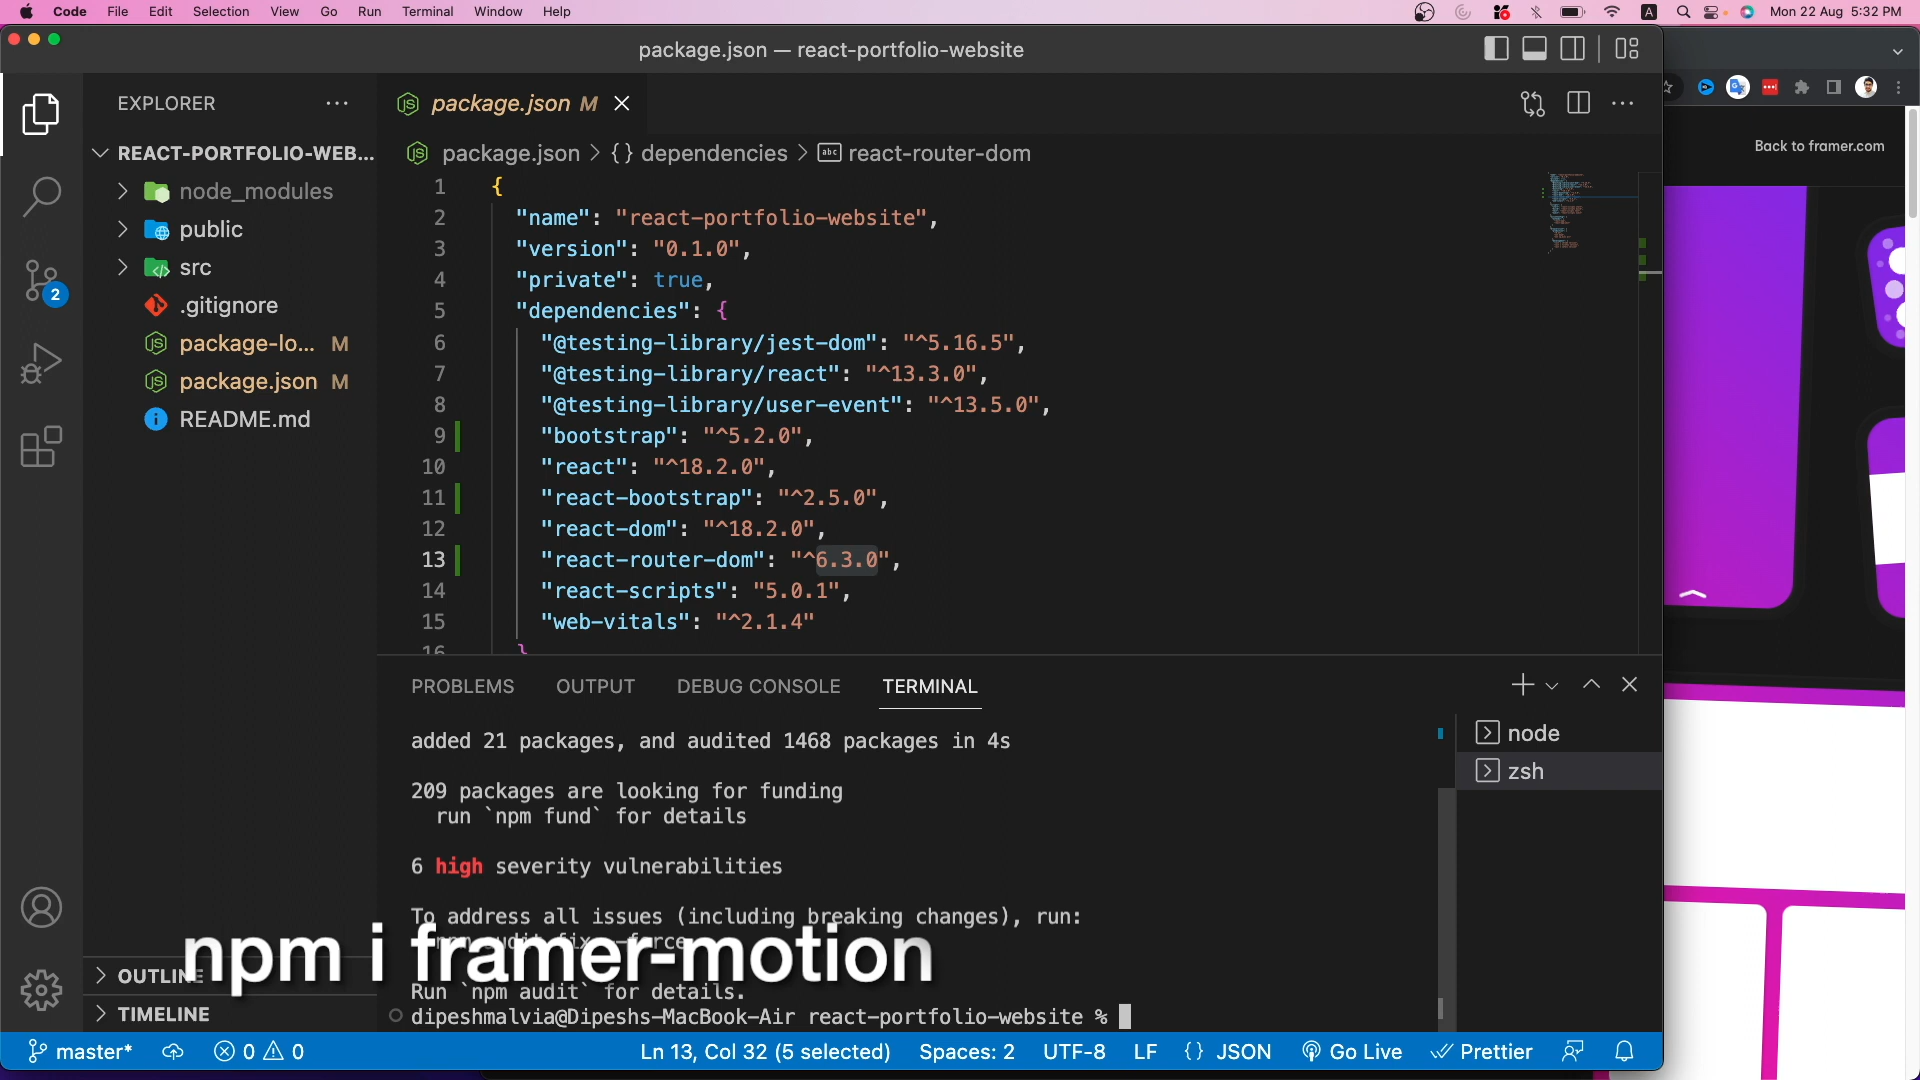 Code File Edit Selection View Go Run Terminal Window Help
A Mon 22 Aug 5:32 PM
package.json — react-portfolio-website
EXPLORER
REACT-PORTFOLIO-WEB...
node_modules
public
src
.gitignore
package-lo... M
package.json M
README.md
2
OUTLINE
TIMELINE
package.json M
package.json > {} dependencies > abc react-router-dom
1 {
2 "name": "react-portfolio-website",
3 "version": "0.1.0",
4 "private": true,
5 "dependencies": {
6 "@testing-library/jest-dom": "^5.16.5",
7 "@testing-library/react": "^13.3.0",
8 "@testing-library/user-event": "^13.5.0",
9 "bootstrap": "^5.2.0",
10 "react": "^18.2.0",
11 "react-bootstrap": "^2.5.0",
12 "react-dom": "^18.2.0",
13 "react-router-dom": "^6.3.0",
14 "react-scripts": "5.0.1",
15 "web-vitals": "^2.1.4"
16 }
PROBLEMS OUTPUT DEBUG CONSOLE TERMINAL
added 21 packages, and audited 1468 packages in 4s
209 packages are looking for funding
run `npm fund` for details
6 high severity vulnerabilities
To address all issues (including breaking changes), run:
npm audit fix --force
Run `npm audit` for details.
dipeshmalvia@Dipeshs-MacBook-Air react-portfolio-website %
node
zsh
npm i framer-motion
master* 0 0 Ln 13, Col 32 (5 selected) Spaces: 2 UTF-8 LF {} JSON Go Live Prettier
Back to framer.com